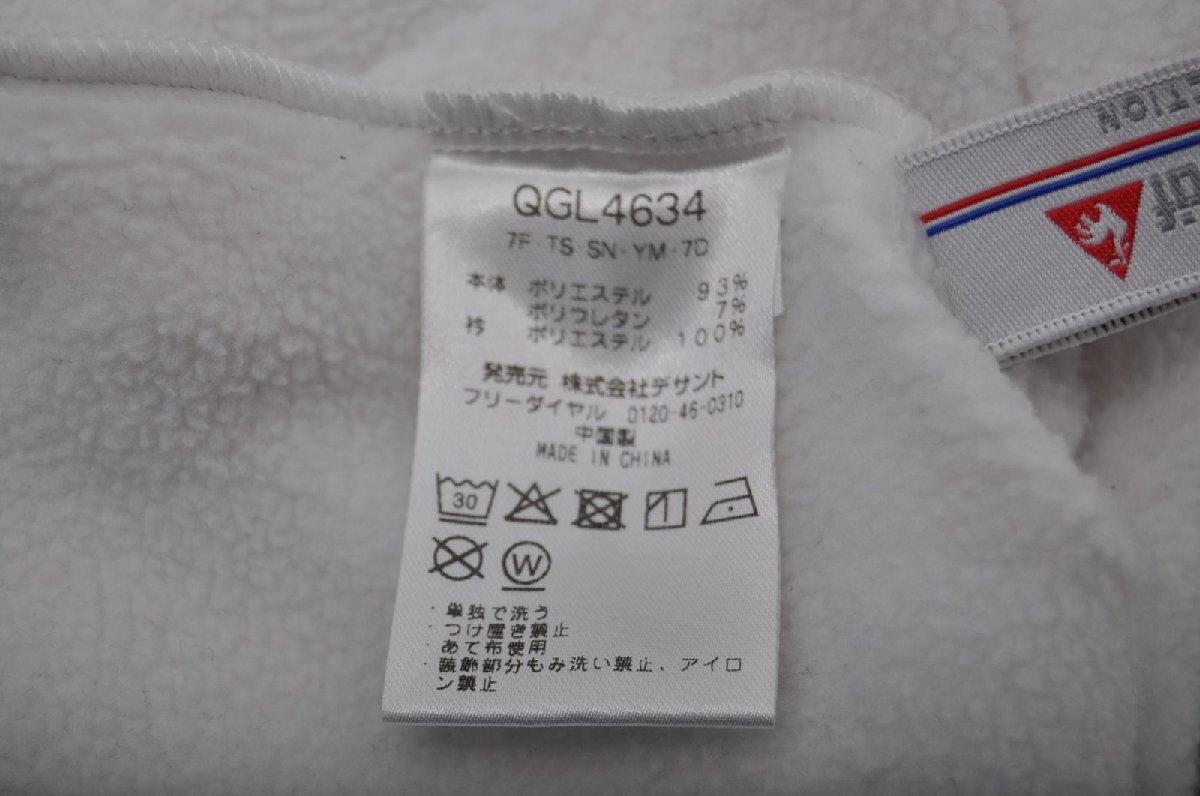 QGL4634
7F・TS SN・YM・7D
本体 ポリエステル 93%
ポリウレタン 7%
衿 ポリエステル 100%
発売元 株式会社デサント
フリーダイヤル 0120-46-0310
中国製
MADE IN CHINA
30
W
・単独で洗う
・つけ置き禁止
・あて布使用
・装飾部分もみ洗い禁止、アイロ
ン禁止